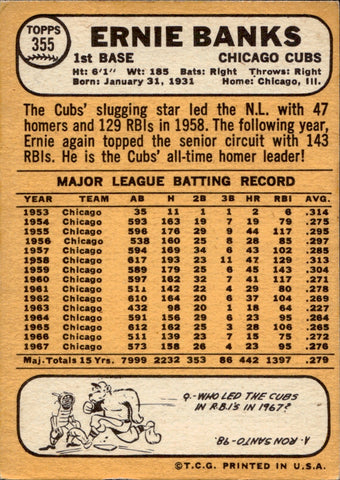 TOPPS
355
ERNIE BANKS
1st BASE CHICAGO CUBS
Ht: 6'1" Wt: 185 Bats: Right Throws: Right
Born: January 31, 1931 Home: Chicago, Ill.
The Cubs' slugging star led the N.L. with 47
homers and 129 RBIs in 1958. The following year,
Ernie again topped the senior circuit with 143
RBIs. He is the Cubs' all-time homer leader!
MAJOR LEAGUE BATTING RECORD
YEAR TEAM AB H 2B 3B HR RBI AVG.
1953 Chicago 35 11 1 1 2 6 .314
1954 Chicago 593 163 19 7 19 79 .275
1955 Chicago 596 176 29 9 44 117 .295
1956 Chicago 538 160 25 8 28 85 .297
1957 Chicago 594 169 34 6 43 102 .285
1958 Chicago 617 193 23 11 47 129 .313
1959 Chicago 589 179 25 6 45 143 .304
1960 Chicago 597 162 32 7 41 117 .271
1961 Chicago 511 142 22 4 29 80 .278
1962 Chicago 610 164 20 6 37 104 .269
1963 Chicago 432 98 20 1 18 64 .227
1964 Chicago 591 156 29 6 23 95 .264
1965 Chicago 612 162 25 3 28 106 .265
1966 Chicago 511 139 23 7 15 75 .272
1967 Chicago 573 158 26 4 23 95 .276
Maj. Totals 15 Yrs. 7999 2232 353 86 442 1397 .279
Q.-WHO LED THE CUBS
IN R.B.I.'S IN 1967?
A. RON SANTO-98.
©T.C.G. PRINTED IN U.S.A.